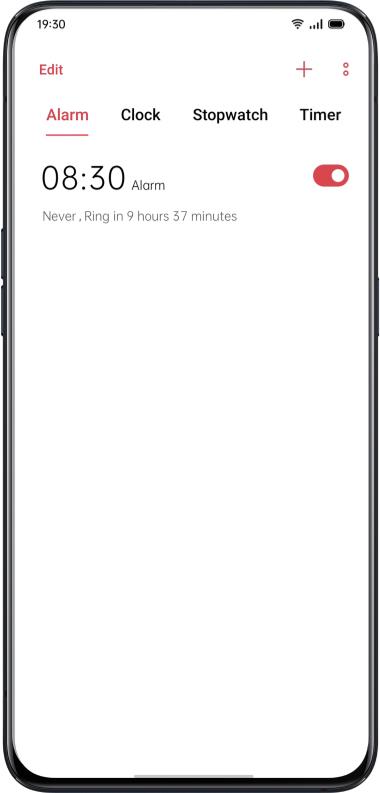 19:30
Edit
Alarm Clock Stopwatch Timer
08:30 Alarm
Never , Ring in 9 hours 37 minutes